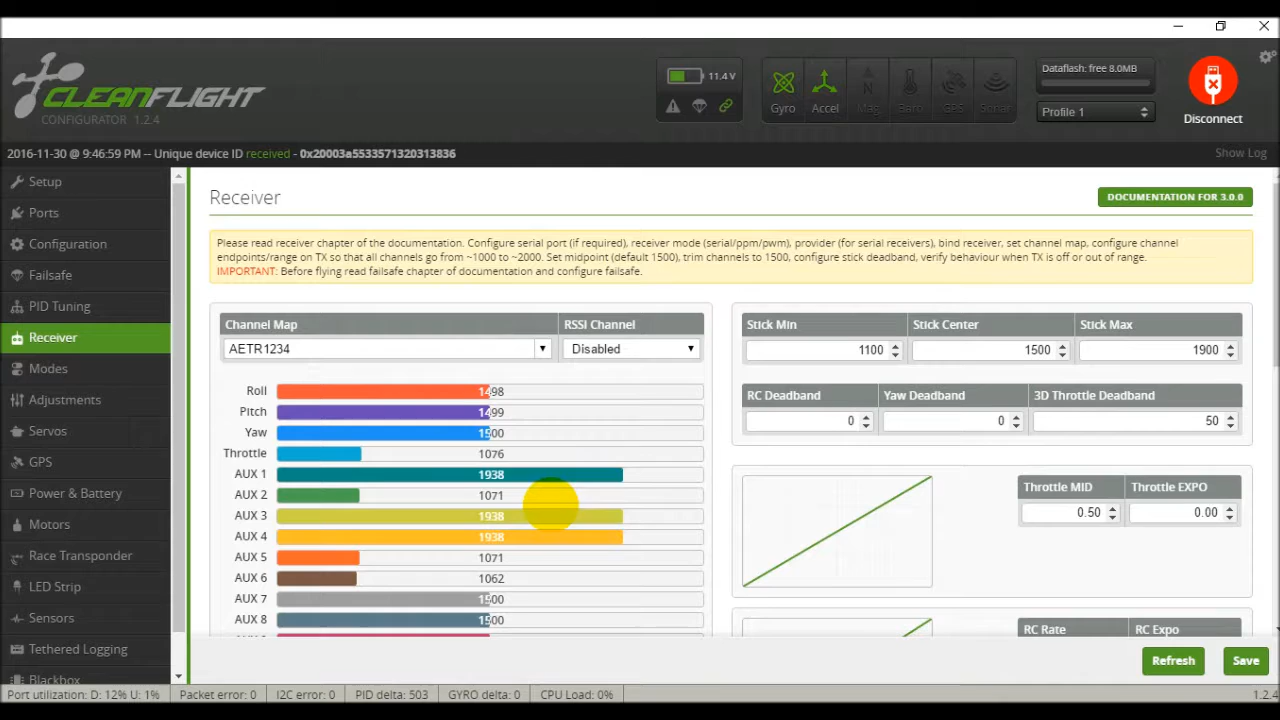 CLEANFLIGHT
CONFIGURATOR 1.2.4
11.4 V
Gyro
Accel
Mag
Baro
GPS
Sonar
Dataflash: free 8.0MB
Profile 1
Disconnect
2016-11-30 @ 9:46:59 PM -- Unique device ID received - 0x20003a5533571320313836
Show Log
Setup
Ports
Configuration
Failsafe
PID Tuning
Receiver
Modes
Adjustments
Servos
GPS
Power & Battery
Motors
Race Transponder
LED Strip
Sensors
Tethered Logging
Blackbox
Receiver
DOCUMENTATION FOR 3.0.0
Please read receiver chapter of the documentation. Configure serial port (if required), receiver mode (serial/ppm/pwm), provider (for serial receivers), bind receiver, set channel map, configure channel
endpoints/range on TX so that all channels go from ~1000 to ~2000. Set midpoint (default 1500), trim channels to 1500, configure stick deadband, verify behaviour when TX is off or out of range.
IMPORTANT: Before flying read failsafe chapter of documentation and configure failsafe.
Channel Map RSSI Channel
AETR1234 Disabled
Roll 1498
Pitch 1499
Yaw 1500
Throttle 1076
AUX 1 1938
AUX 2 1071
AUX 3 1938
AUX 4 1938
AUX 5 1071
AUX 6 1062
AUX 7 1500
AUX 8 1500
Stick Min Stick Center Stick Max
1100 1500 1900
RC Deadband Yaw Deadband 3D Throttle Deadband
0 0 50
Throttle MID Throttle EXPO
0.50 0.00
RC Rate RC Expo
Refresh Save
Port utilization: D: 12% U: 1% Packet error: 0 I2C error: 0 PID delta: 503 GYRO delta: 0 CPU Load: 0% 1.2.4